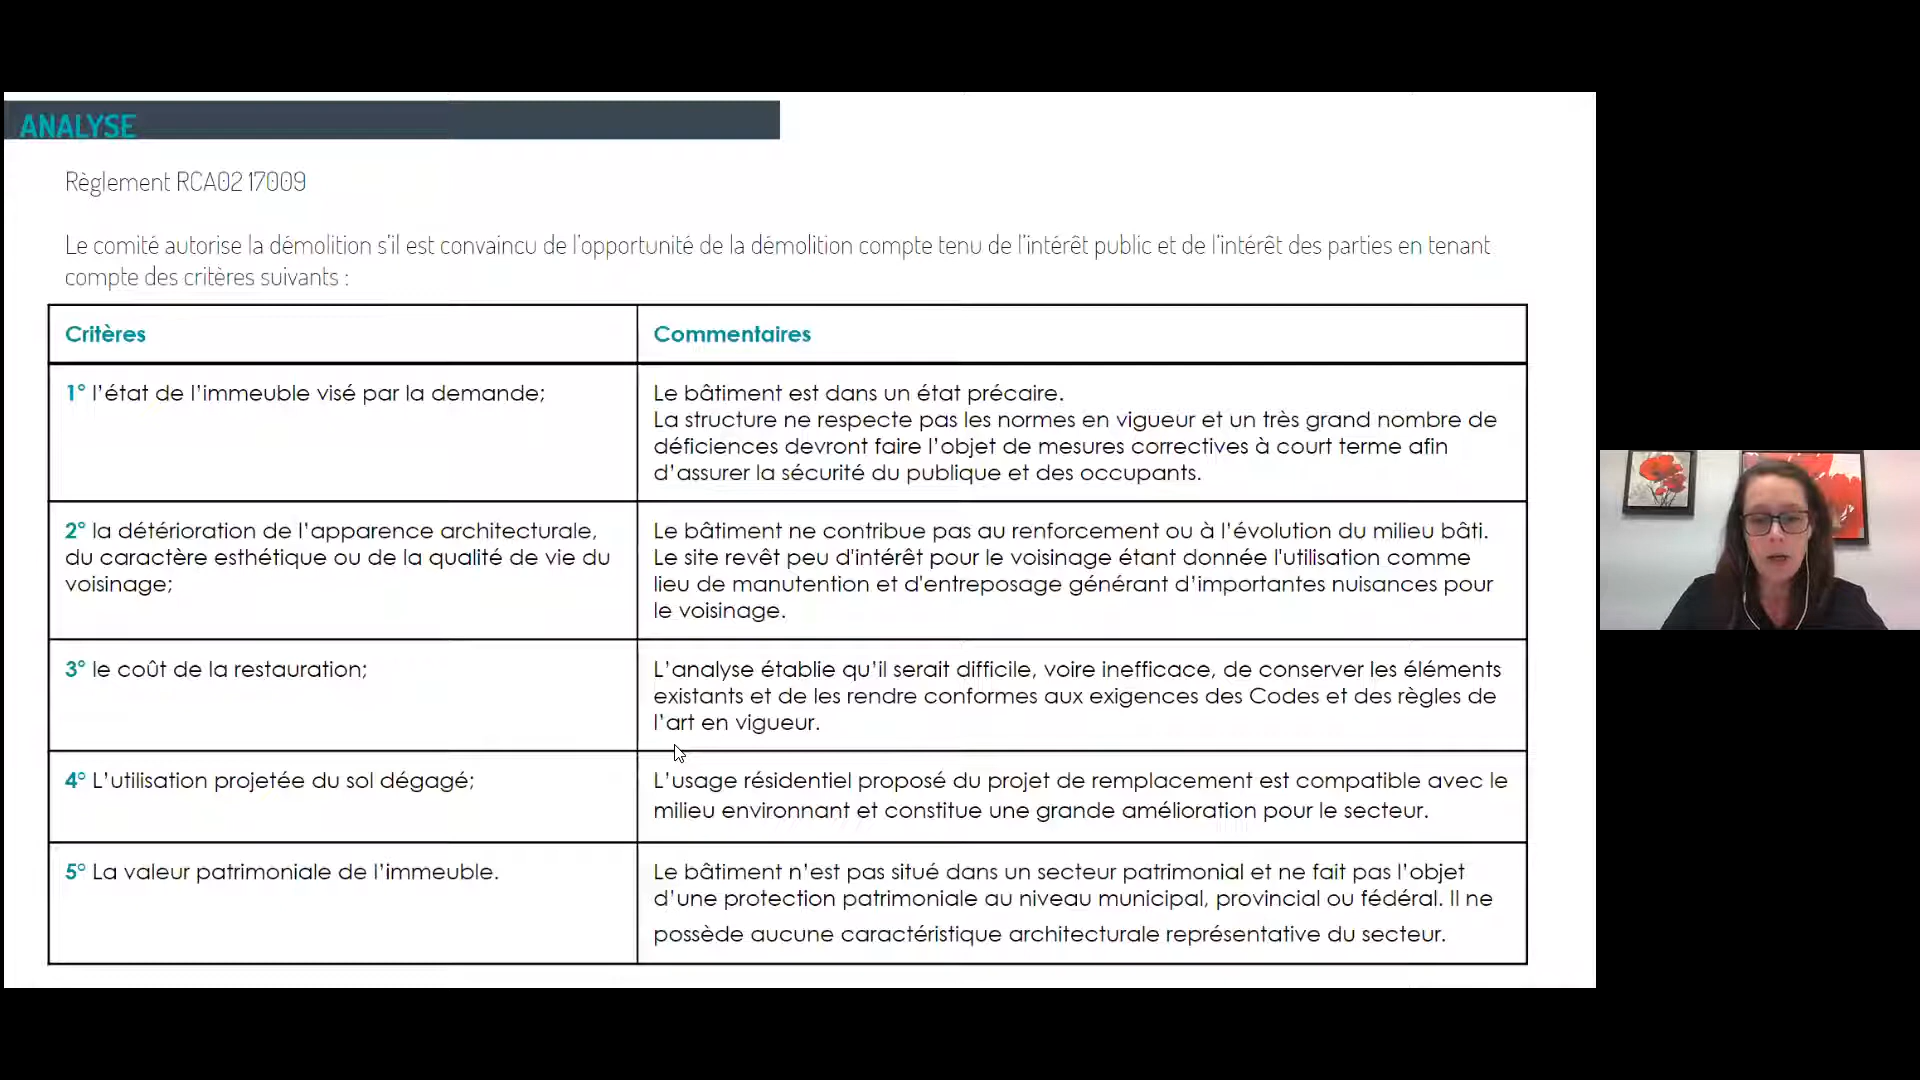 ANALYSE
Règlement RCA02 17009
Le comité autorise la démolition s'il est convaincu de l'opportunité de la démolition compte tenu de l'intérêt public et de l'intérêt des parties en tenant
compte des critères suivants :
Critères
Commentaires
1° l'état de l'immeuble visé par la demande;
Le bâtiment est dans un état précaire.
La structure ne respecte pas les normes en vigueur et un très grand nombre de
déficiences devront faire l'objet de mesures correctives à court terme afin
d'assurer la sécurité du publique et des occupants.
2° la détérioration de l'apparence architecturale,
du caractère esthétique ou de la qualité de vie du
voisinage;
Le bâtiment ne contribue pas au renforcement ou à l'évolution du milieu bâti.
Le site revêt peu d'intérêt pour le voisinage étant donnée l'utilisation comme
lieu de manutention et d'entreposage générant d'importantes nuisances pour
le voisinage.
3° le coût de la restauration;
L'analyse établie qu'il serait difficile, voire inefficace, de conserver les éléments
existants et de les rendre conformes aux exigences des Codes et des règles de
l'art en vigueur.
4° L'utilisation projetée du sol dégagé;
L'usage résidentiel proposé du projet de remplacement est compatible avec le
milieu environnant et constitue une grande amélioration pour le secteur.
5° La valeur patrimoniale de l'immeuble.
Le bâtiment n'est pas situé dans un secteur patrimonial et ne fait pas l'objet
d'une protection patrimoniale au niveau municipal, provincial ou fédéral. Il ne
possède aucune caractéristique architecturale représentative du secteur.